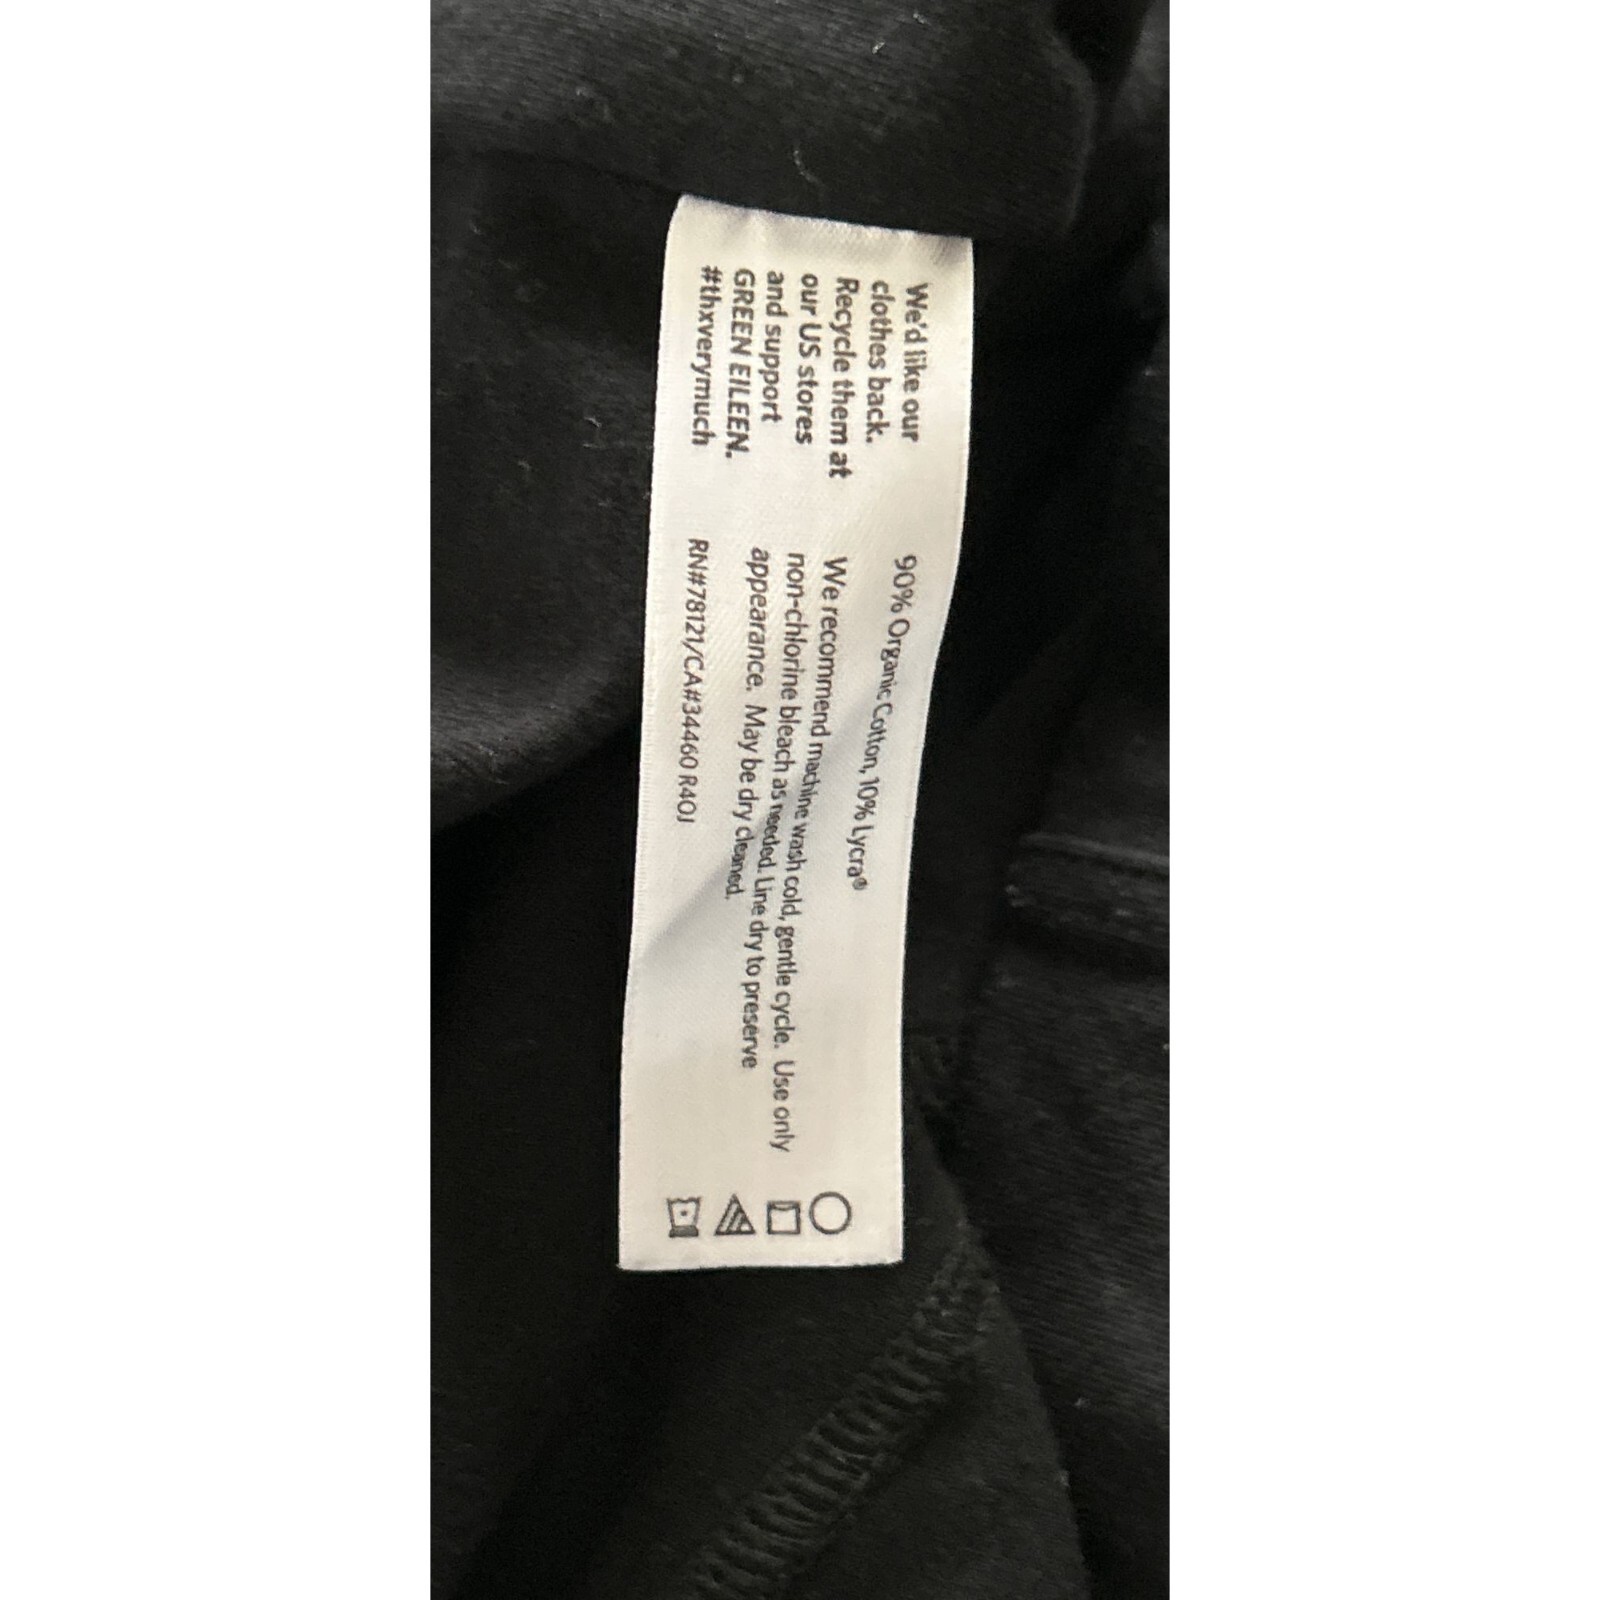 We'd like our
clothes back.
Recycle them at
our US stores
and support
GREEN EILEEN.
#thxverymuch
90% Organic Cotton, 10% Lycra®
We recommend machine wash cold, gentle cycle. Use only
non-chlorine bleach as needed. Line dry to preserve
appearance. May be dry cleaned.
RN#78121/CA#34460 R40J